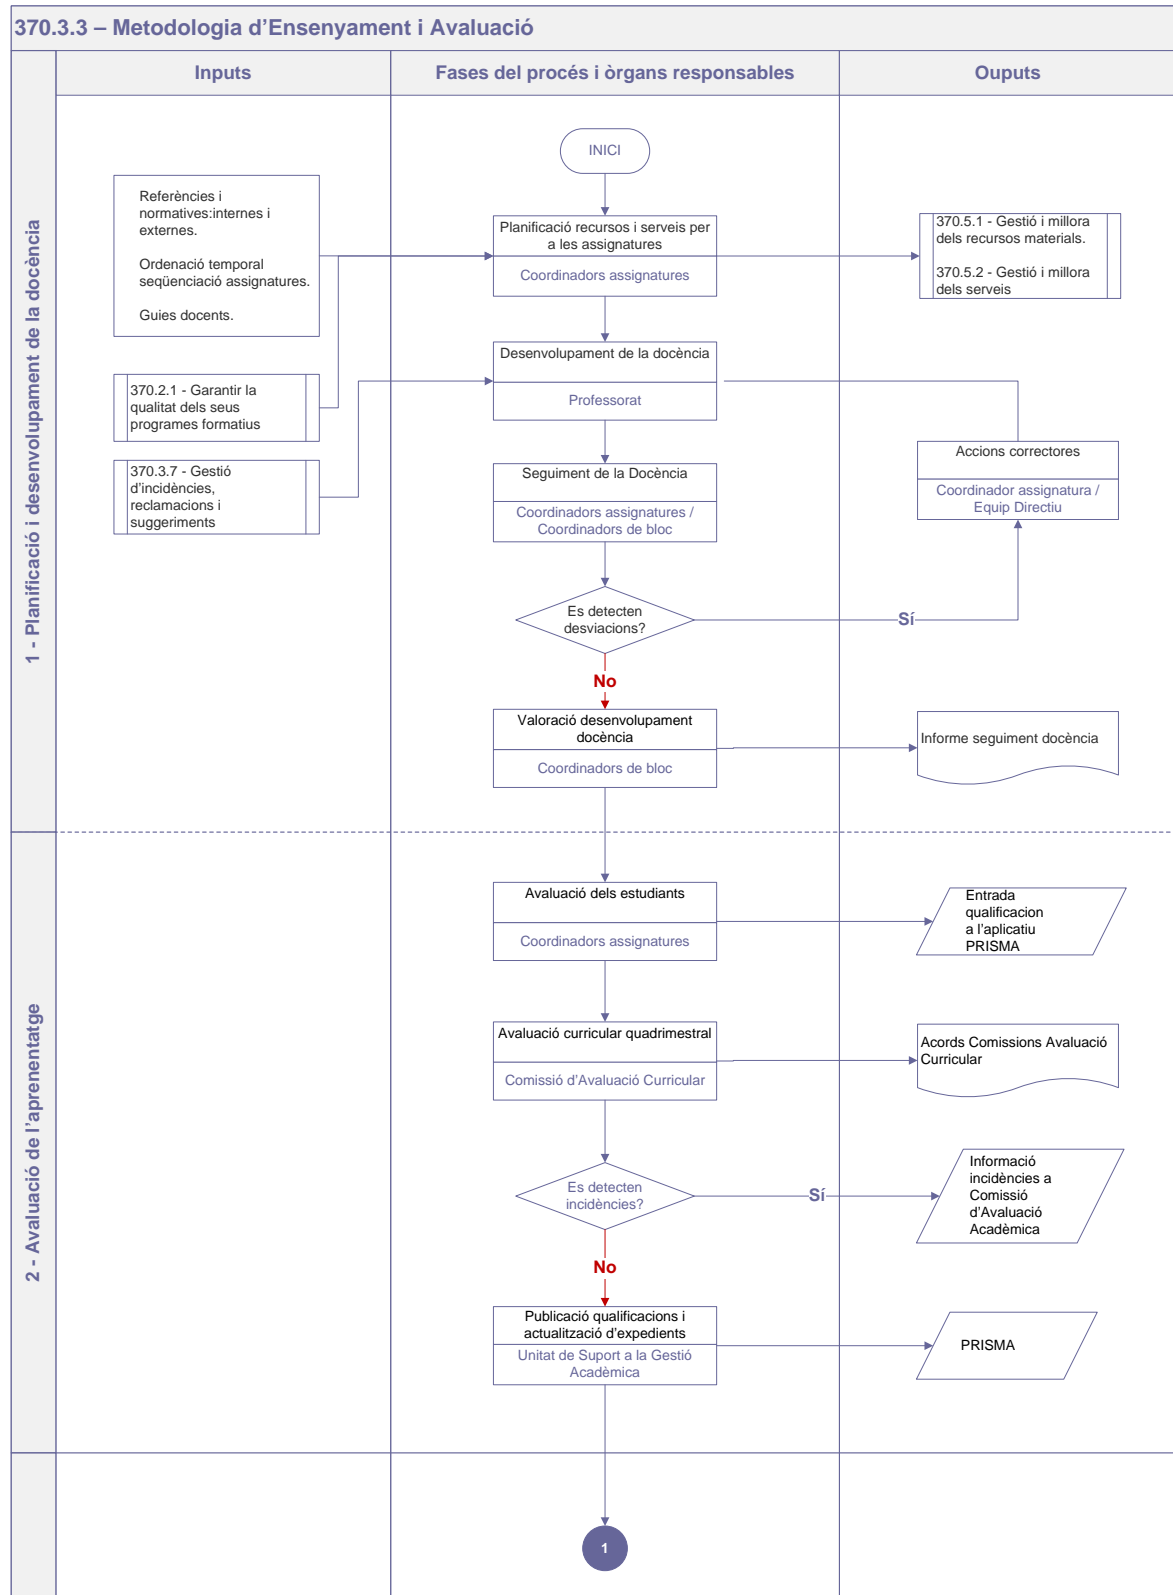 370.3.3 – Metodologia d'Ensenyament i Avaluació
Inputs
Fases del procés i òrgans responsables
Ouputs
1 - Planificació i desenvolupament de la docència
INICI
Referències i
normatives:internes i
externes.
Ordenació temporal
seqüenciació assignatures.
Guies docents.
Planificació recursos i serveis per
a les assignatures
Coordinadors assignatures
370.5.1 - Gestió i millora
dels recursos materials.
370.5.2 - Gestió i millora
dels serveis
370.2.1 - Garantir la
qualitat dels seus
programes formatius
Desenvolupament de la docència
Professorat
370.3.7 - Gestió
d'incidències,
reclamacions i
suggeriments
Seguiment de la Docència
Coordinadors assignatures /
Coordinadors de bloc
Accions correctores
Coordinador assignatura /
Equip Directiu
Es detecten
desviacions?
Sí
No
Valoració desenvolupament
docència
Coordinadors de bloc
Informe seguiment docència
2 - Avaluació de l'aprenentatge
Avaluació dels estudiants
Coordinadors assignatures
Entrada
qualificacion
a l'aplicatiu
PRISMA
Avaluació curricular quadrimestral
Comissió d'Avaluació Curricular
Acords Comissions Avaluació
Curricular
Es detecten
incidències?
Sí
Informació
incidències a
Comissió
d'Avaluació
Acadèmica
No
Publicació qualificacions i
actualització d'expedients
Unitat de Suport a la Gestió
Acadèmica
PRISMA
1